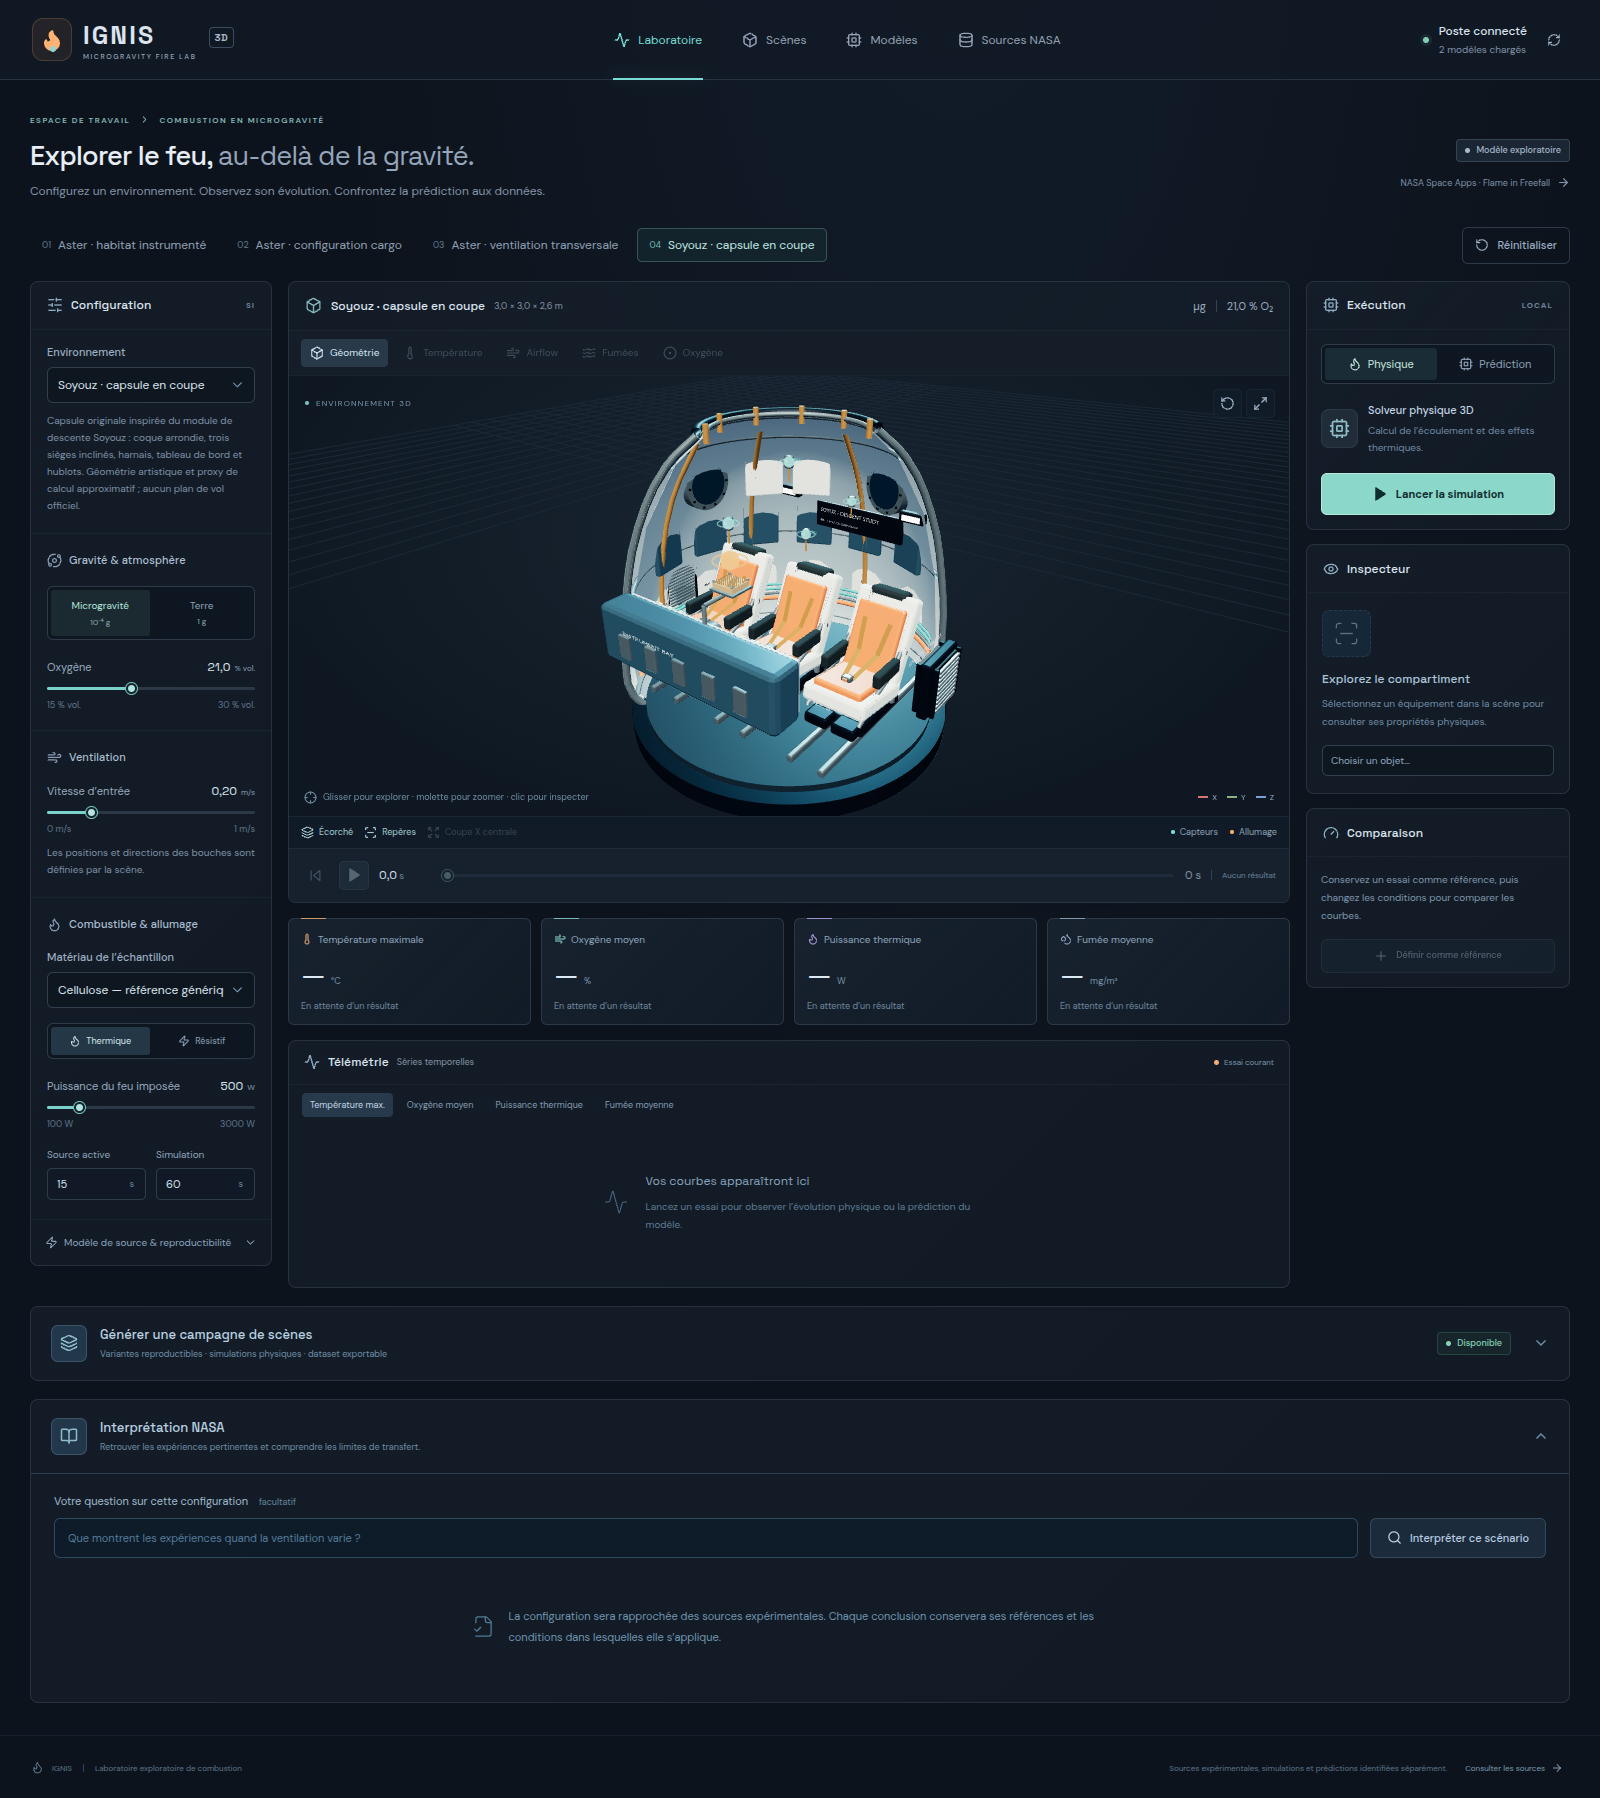 IGNIS
MICROGRAVITY FIRE LAB
3D
Laboratoire
Scènes
Modèles
Sources NASA
Poste connecté
2 modèles chargés
ESPACE DE TRAVAIL > COMBUSTION EN MICROGRAVITÉ
Explorer le feu, au-delà de la gravité.
Configurez un environnement. Observez son évolution. Confrontez la prédiction aux données.
Modèle exploratoire
NASA Space Apps · Flame in Freefall
01 Aster · habitat instrumenté
02 Aster · configuration cargo
03 Aster · ventilation transversale
04 Soyouz · capsule en coupe
Réinitialiser
Configuration
SI
Environnement
Soyouz · capsule en coupe
Capsule originale inspirée du module de
descente Soyouz : coque arrondie, trois
sièges inclinés, harnais, tableau de bord et
hublots. Géométrie artistique et proxy de
calcul approximatif ; aucun plan de vol
officiel.
Gravité & atmosphère
Microgravité
10⁻⁴ g
Terre
1 g
Oxygène
21,0 % vol.
15 % vol.
30 % vol.
Ventilation
Vitesse d'entrée
0,20 m/s
0 m/s
1 m/s
Les positions et directions des bouches sont
définies par la scène.
Combustible & allumage
Matériau de l'échantillon
Cellulose — référence génériq
Thermique
Résistif
Puissance du feu imposée
500 W
100 W
3000 W
Source active
Simulation
15 s
60 s
Modèle de source & reproductibilité
Soyouz · capsule en coupe
3,0 × 3,0 × 2,6 m
µg
21,0 % O₂
Géométrie
Température
Airflow
Fumées
Oxygène
ENVIRONNEMENT 3D
SOYUZ / DESCENT STUDY
INSTRUMENT BAY
Glisser pour explorer · molette pour zoomer · clic pour inspecter
X
Y
Z
Écorché
Repères
Coupe X centrale
Capteurs
Allumage
0,0 s
0 s
Aucun résultat
Température maximale
— °C
En attente d'un résultat
Oxygène moyen
— %
En attente d'un résultat
Puissance thermique
— W
En attente d'un résultat
Fumée moyenne
— mg/m³
En attente d'un résultat
Télémétrie
Séries temporelles
Essai courant
Température max.
Oxygène moyen
Puissance thermique
Fumée moyenne
Vos courbes apparaîtront ici
Lancez un essai pour observer l'évolution physique ou la prédiction du
modèle.
Exécution
LOCAL
Physique
Prédiction
Solveur physique 3D
Calcul de l'écoulement et des effets
thermiques.
Lancer la simulation
Inspecteur
Explorez le compartiment
Sélectionnez un équipement dans la scène pour
consulter ses propriétés physiques.
Choisir un objet…
Comparaison
Conservez un essai comme référence, puis
changez les conditions pour comparer les
courbes.
Définir comme référence
Générer une campagne de scènes
Variantes reproductibles · simulations physiques · dataset exportable
Disponible
Interprétation NASA
Retrouver les expériences pertinentes et comprendre les limites de transfert.
Votre question sur cette configuration
facultatif
Que montrent les expériences quand la ventilation varie ?
Interpréter ce scénario
La configuration sera rapprochée des sources expérimentales. Chaque conclusion conservera ses références et les
conditions dans lesquelles elle s'applique.
IGNIS
Laboratoire exploratoire de combustion
Sources expérimentales, simulations et prédictions identifiées séparément.
Consulter les sources